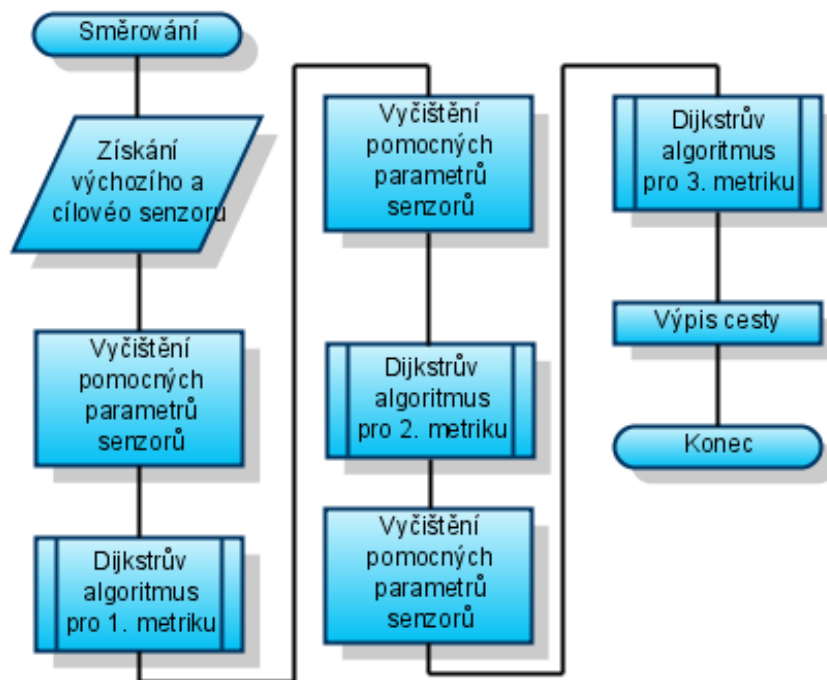 Směrování
Získání
výchozího a
cílovéo senzoru
Vyčištění
pomocných
parametrů
senzorů
Dijkstrův
algoritmus
pro 1. metriku
Vyčištění
pomocných
parametrů
senzorů
Dijkstrův
algoritmus
pro 2. metriku
Vyčištění
pomocných
parametrů
senzorů
Dijkstrův
algoritmus
pro 3. metriku
Výpis cesty
Konec